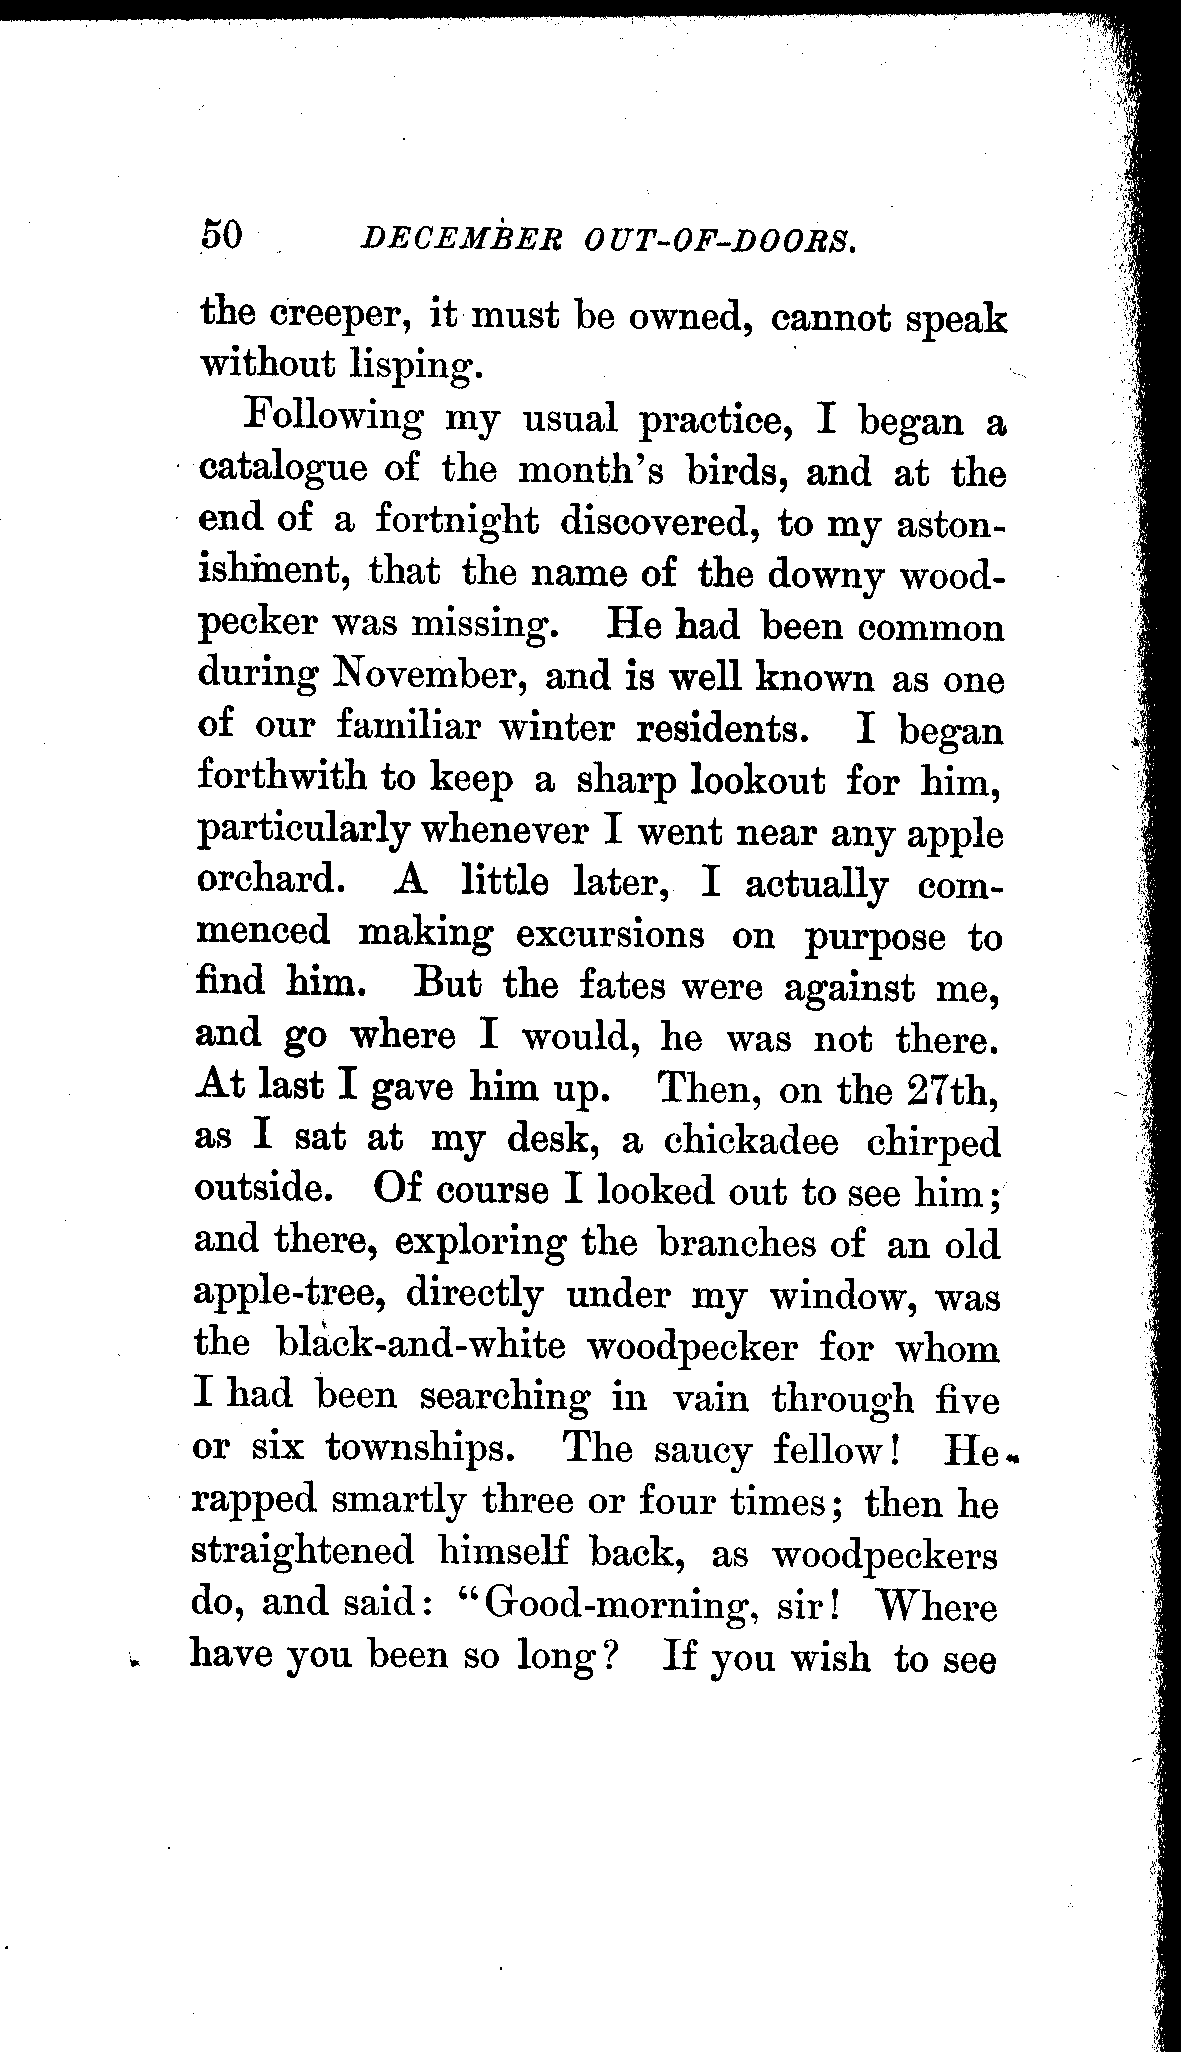 50 DECEMBER OUT-OF-DOORS.
the creeper, it must be owned, cannot speak
without lisping.
Following my usual practice, I began a
catalogue of the month's birds, and at the
end of a fortnight discovered, to my aston-
ishment, that the name of the downy wood-
pecker was missing. He had been common
during November, and is well known as one
of our familiar winter residents. I began
forthwith to keep a sharp lookout for him,
particularly whenever I went near any apple
orchard. A little later, I actually com-
menced making excursions on purpose to
find him. But the fates were against me,
and go where I would, he was not there.
At last I gave him up. Then, on the 27th,
as I sat at my desk, a chickadee chirped
outside. Of course I looked out to see him;
and there, exploring the branches of an old
apple-tree, directly under my window, was
the black-and-white woodpecker for whom
I had been searching in vain through five
or six townships. The saucy fellow! He
rapped smartly three or four times; then he
straightened himself back, as woodpeckers
do, and said: "Good-morning, sir! Where
have you been so long? If you wish to see